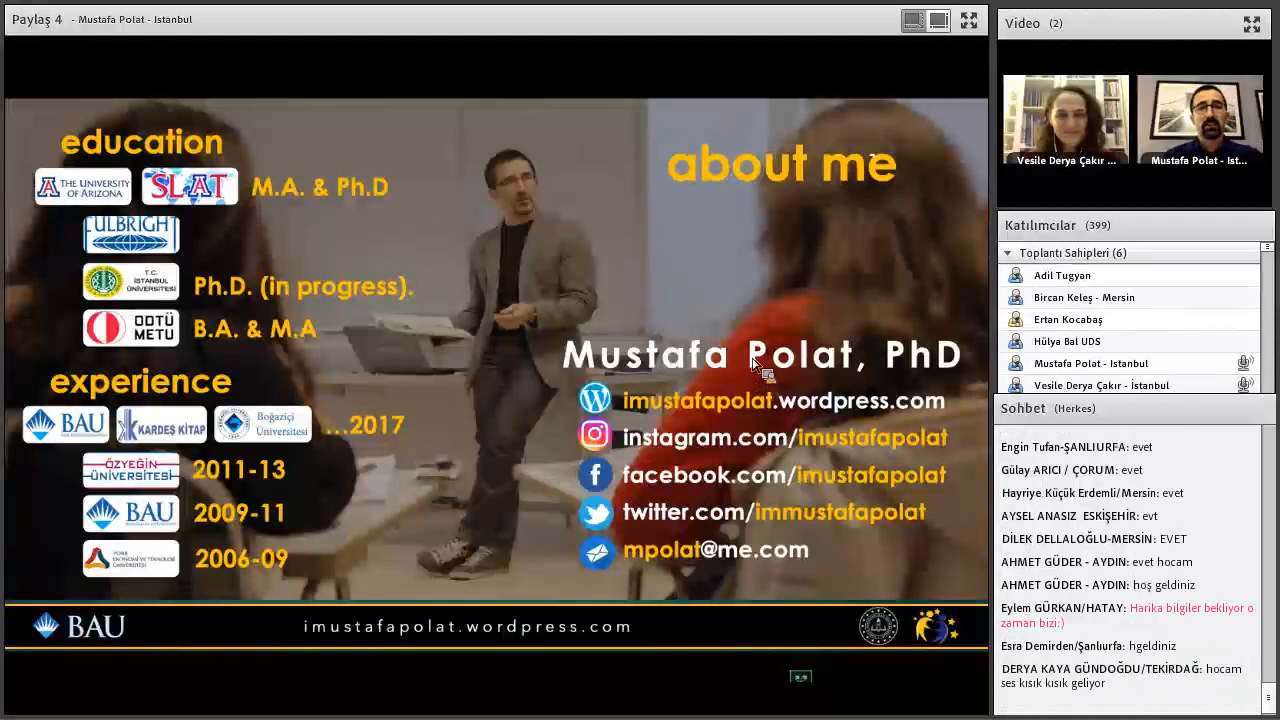 Paylaş 4 - Mustafa Polat - Istanbul
education
THE UNIVERSITY OF ARIZONA
SLAT
M.A. & Ph.D
FULBRIGHT
T.C. İSTANBUL ÜNİVERSİTESİ
Ph.D. (in progress).
ODTÜ METU
B.A. & M.A
experience
BAU
KARDEŞ KİTAP
Boğaziçi Üniversitesi
...2017
ÖZYEĞİN ÜNİVERSİTESİ
2011-13
BAU
2009-11
2006-09
about me
Mustafa Polat, PhD
imustafapolat.wordpress.com
instagram.com/imustafapolat
facebook.com/imustafapolat
twitter.com/immustafapolat
mpolat@me.com
BAU
imustafapolat.wordpress.com
Video (2)
Vesile Derya Çakır ...
Mustafa Polat - Ist...
Katılımcılar (399)
Toplantı Sahipleri (6)
Adil Tugyan
Bircan Keleş - Mersin
Ertan Kocabaş
Hülya Bal UDS
Mustafa Polat - Istanbul
Vesile Derya Çakır - İstanbul
Sohbet (Herkes)
Engin Tufan-ŞANLIURFA: evet
Gülay ARICI / ÇORUM: evet
Hayriye Küçük Erdemli/Mersin: evet
AYSEL ANASIZ ESKİŞEHİR: evt
DİLEK DELLALOĞLU-MERSİN: EVET
AHMET GÜDER - AYDIN: evet hocam
AHMET GÜDER - AYDIN: hoş geldiniz
Eylem GÜRKAN/HATAY: Harika bilgiler bekliyor o
zaman bizi:)
Esra Demirden/Şanlıurfa: hgeldiniz
DERYA KAYA GÜNDOĞDU/TEKİRDAĞ: hocam
ses kısık kısık geliyor